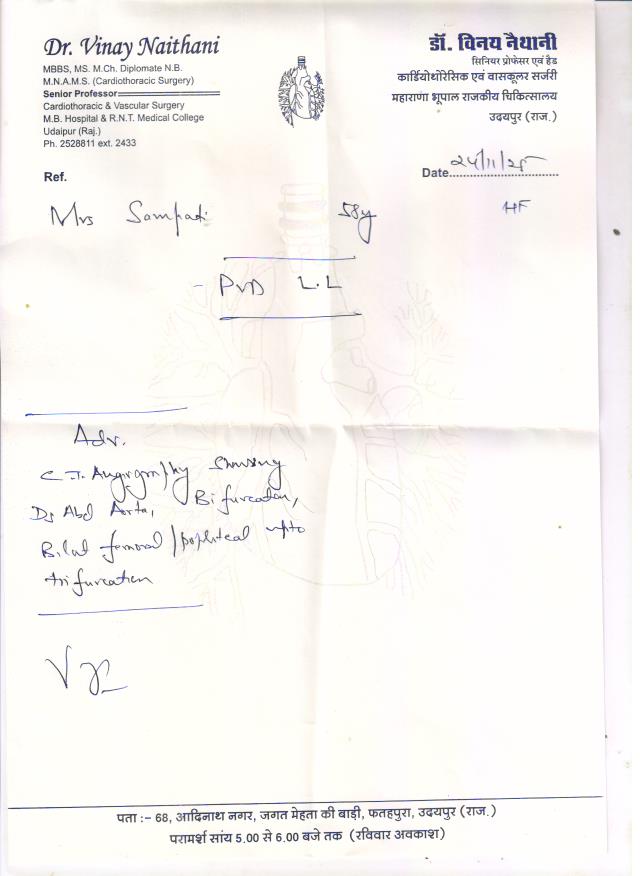 Dr. Vinay Naithani
MBBS, MS. M.Ch. Diplomate N.B.
M.N.A.M.S. (Cardiothoracic Surgery)
Senior Professor
Cardiothoracic & Vascular Surgery
M.B. Hospital & R.N.T. Medical College
Udaipur (Raj.)
Ph. 2528811 ext. 2433
डॉ. विनय नैथानी
सिनियर प्रोफेसर एवं हैड
कार्डियोथोरेसिक एवं वासकूलर सर्जरी
महाराणा भूपाल राजकीय चिकित्सालय
उदयपुर (राज.)
Ref.
Date 24/11/25
Mrs Sampati 58y
HF
- PVD L.L
Adv.
C.T. Angiography showing
Ds Abd Aorta, Bifurcation,
Bilat femoral / popliteal upto
trifurcation
पता :– 68, आदिनाथ नगर, जगत मेहता की बाड़ी, फतहपुरा, उदयपुर (राज.)
परामर्श सांय 5.00 से 6.00 बजे तक (रविवार अवकाश)